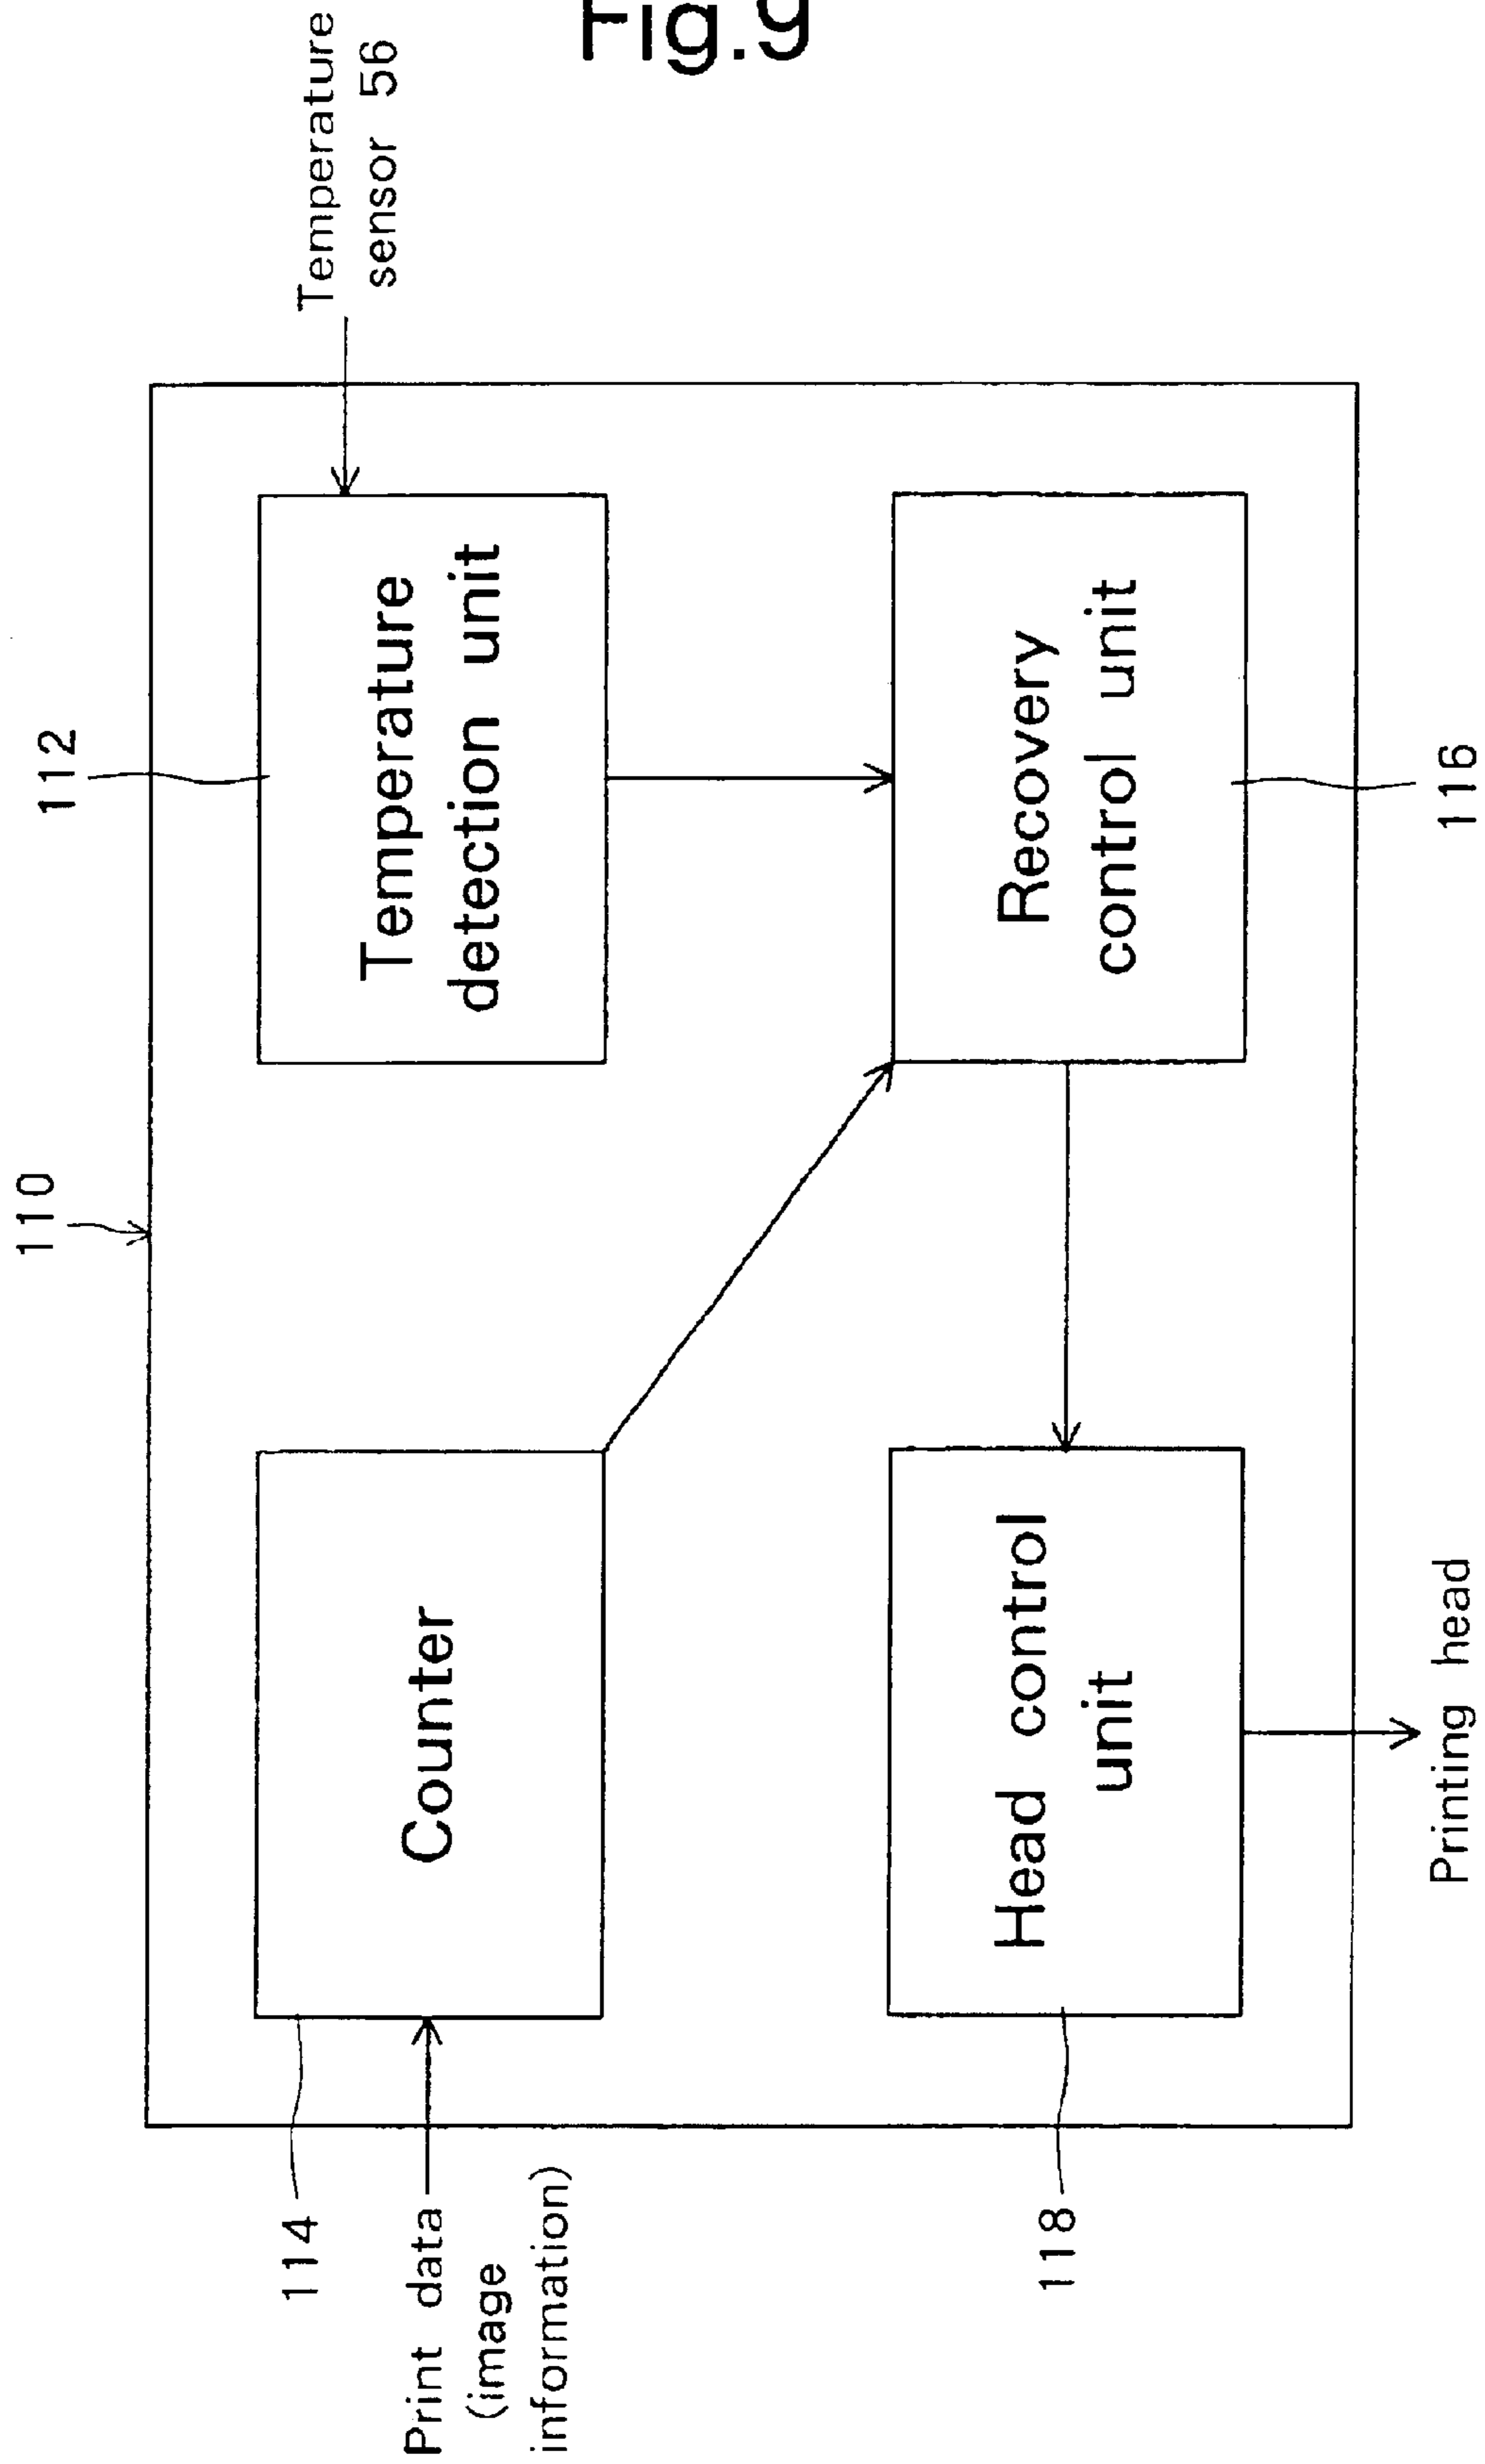 110
112
114
Print data
(image
information)
Counter
Temperature
detection unit
Temperature
sensor 56
118
Head control
unit
Recovery
control unit
Printing head
116
Fig.9